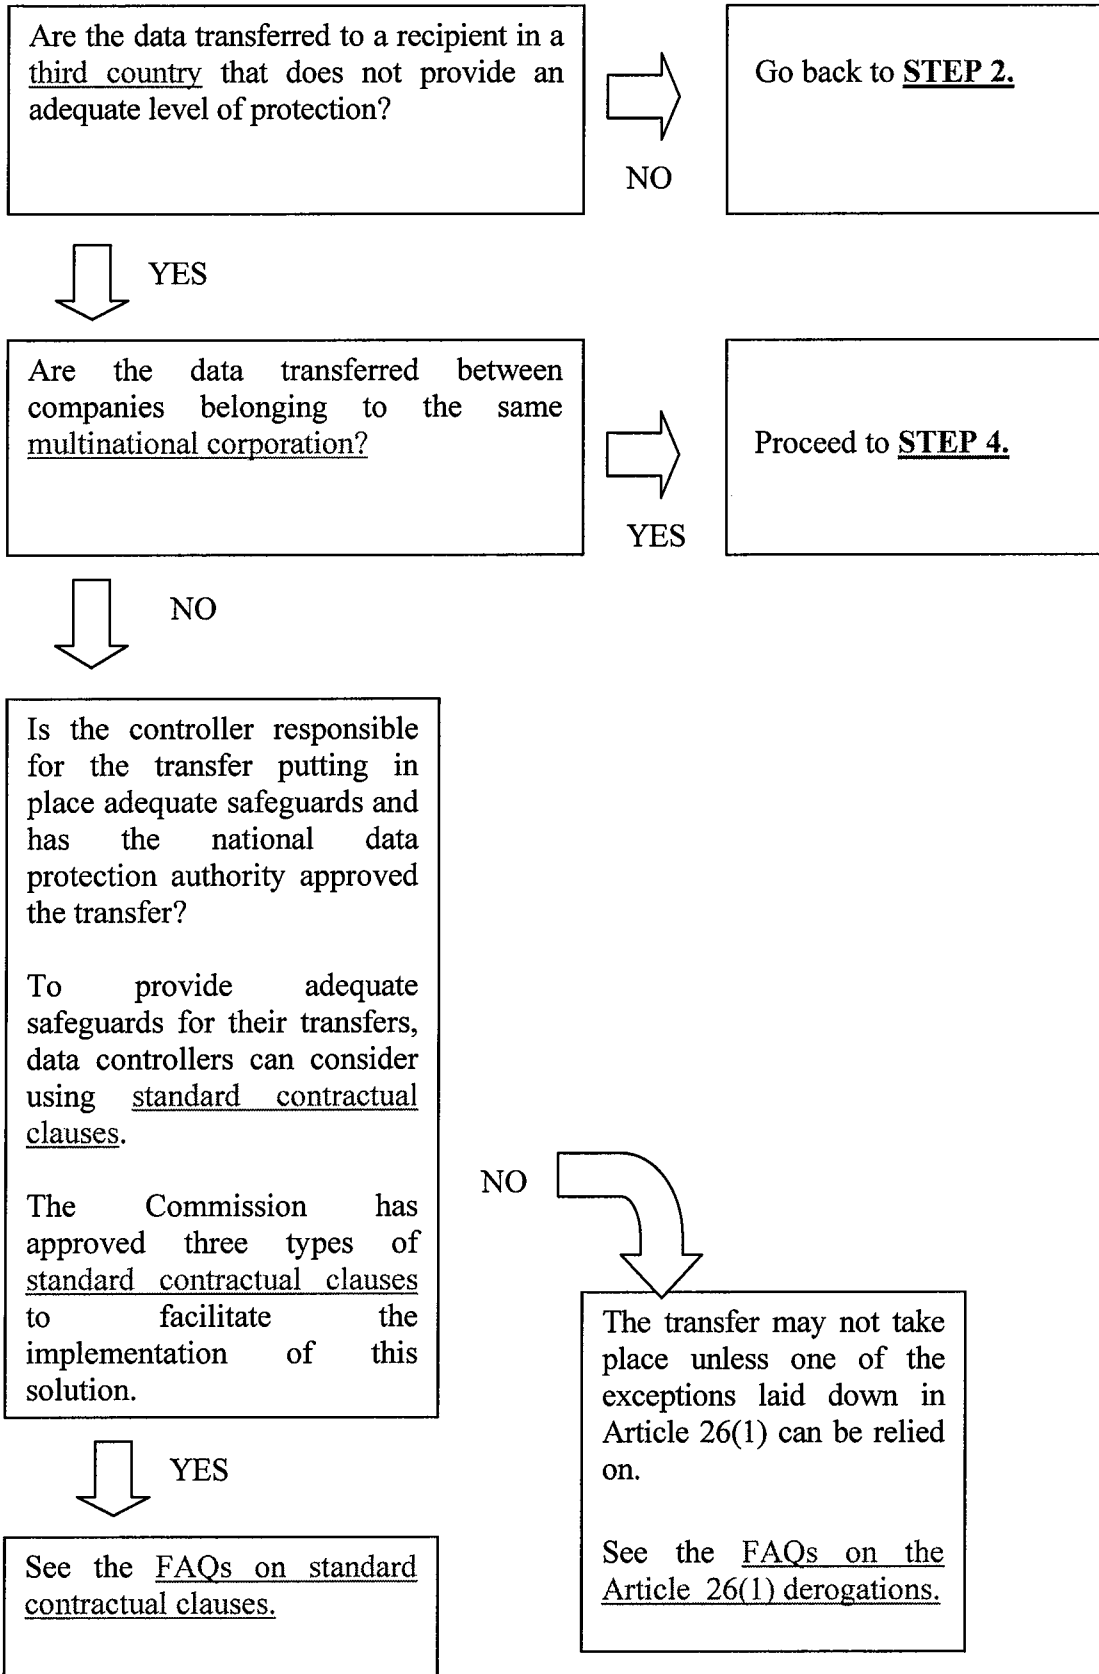 Are the data transferred to a recipient in a
third country that does not provide an
adequate level of protection?
Go back to STEP 2.
NO
YES
Are the data transferred between
companies belonging to the same
multinational corporation?
Proceed to STEP 4.
YES
NO
Is the controller responsible
for the transfer putting in
place adequate safeguards and
has the national data
protection authority approved
the transfer?
To provide adequate
safeguards for their transfers,
data controllers can consider
using standard contractual
clauses.
The Commission has
approved three types of
standard contractual clauses
to facilitate the
implementation of this
solution.
NO
The transfer may not take
place unless one of the
exceptions laid down in
Article 26(1) can be relied
on.
See the FAQs on the
Article 26(1) derogations.
YES
See the FAQs on standard
contractual clauses.